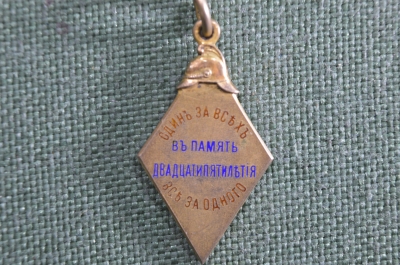 ОДИНЪ ЗА ВСѢХЪ
ВЪ ПАМЯТЬ
ДВАДЦАТИПЯТИЛѢТІЯ
ВСѢ ЗА ОДНОГО